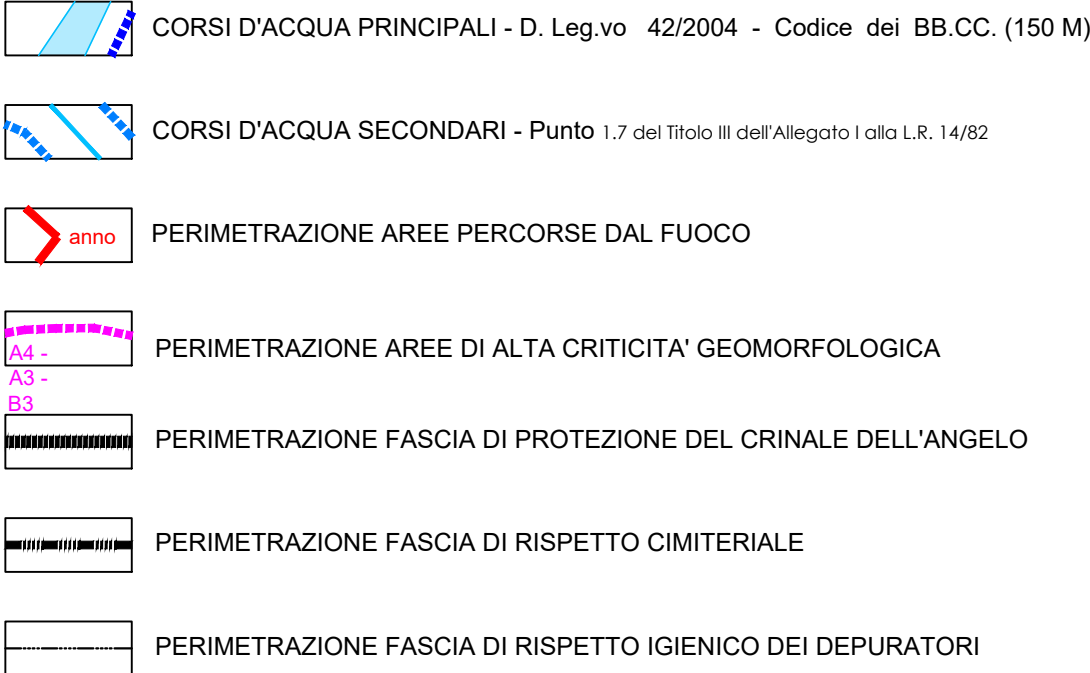 CORSI D'ACQUA PRINCIPALI - D. Leg.vo 42/2004 - Codice dei BB.CC. (150 M)
CORSI D'ACQUA SECONDARI - Punto 1.7 del Titolo III dell'Allegato I alla L.R. 14/82
anno
PERIMETRAZIONE AREE PERCORSE DAL FUOCO
A4 -
A3 -
B3
PERIMETRAZIONE AREE DI ALTA CRITICITA' GEOMORFOLOGICA
PERIMETRAZIONE FASCIA DI PROTEZIONE DEL CRINALE DELL'ANGELO
PERIMETRAZIONE FASCIA DI RISPETTO CIMITERIALE
PERIMETRAZIONE FASCIA DI RISPETTO IGIENICO DEI DEPURATORI